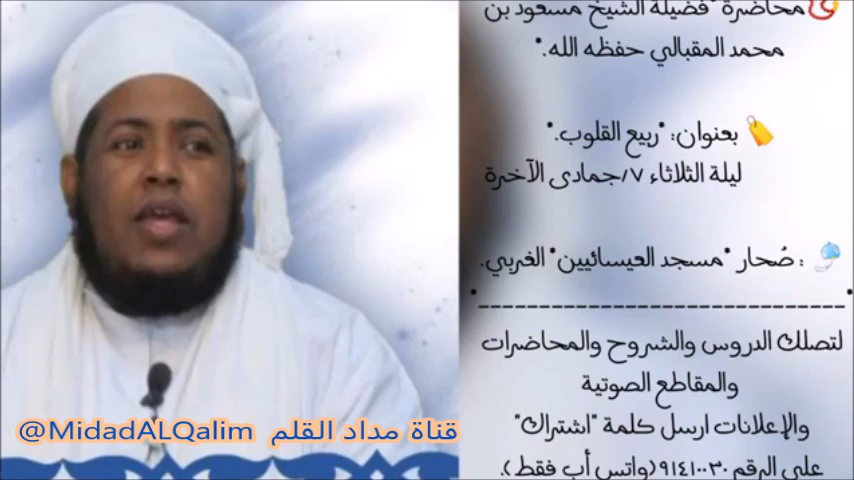 محاضرة "فضيلة الشيخ مسعود بن
محمد المقبالي حفظه الله."
بعنوان: "ربيع القلوب."
ليلة الثلاثاء ٧/جمادى الآخرة
: صُحار "مسجد العيسائيين" الغربي.
لتصلك الدروس والشروح والمحاضرات
والمقاطع الصوتية
والإعلانات ارسل كلمة "اشتراك"
على الرقم ٩١٤١٠٠٣٠ (واتس أب فقط).
@MidadALQalim قناة مداد القلم